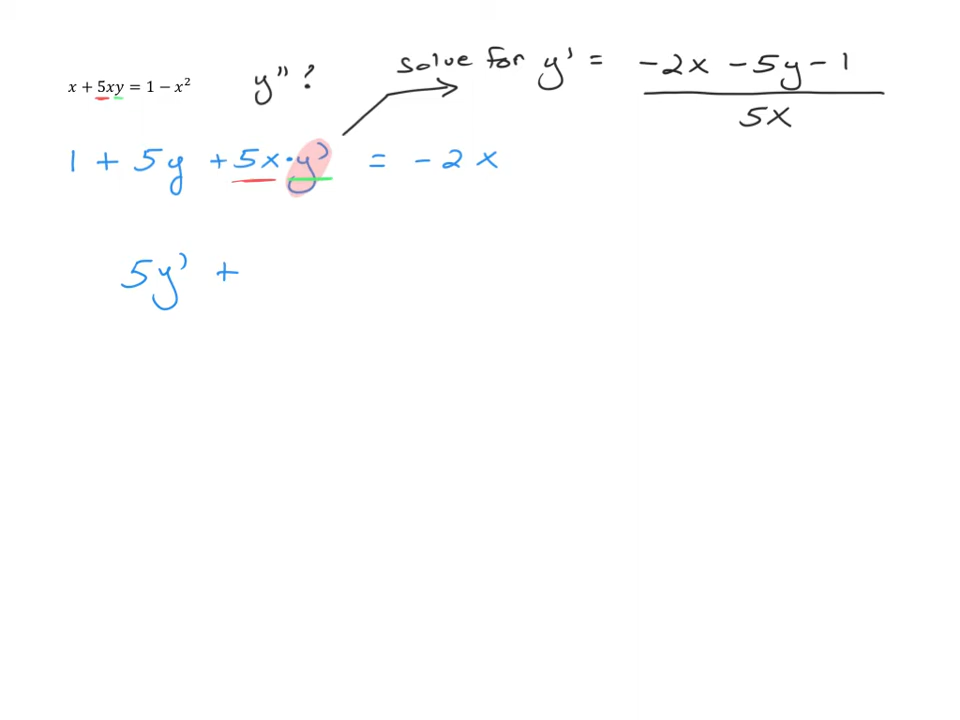 x + 5xy = 1 − x²
y" ?
solve for y' = -2x - 5y - 1 / 5x
1 + 5y + 5x · y' = - 2x
5y' +